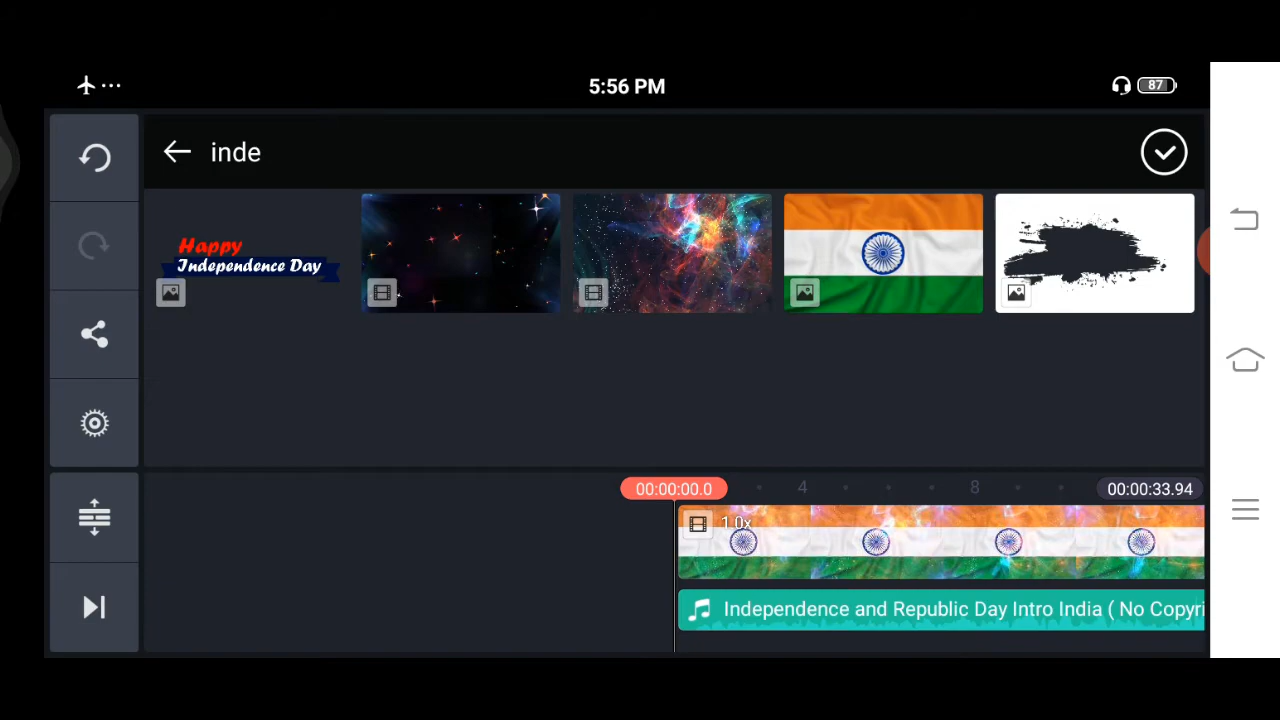 5:56 PM
87
inde
Happy
Independence Day
00:00:00.0
4
8
00:00:33.94
1.0x
Independence and Republic Day Intro India ( No Copyri